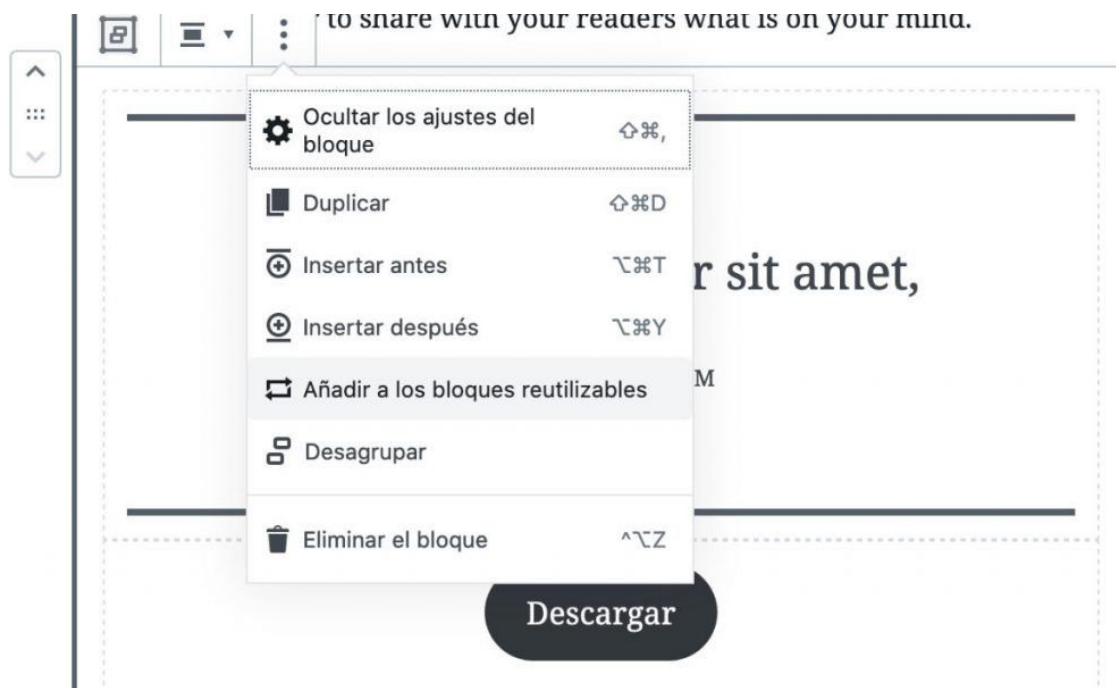 to share with your readers what is on your mind.
Ocultar los ajustes del
bloque ⇧⌘,
Duplicar ⇧⌘D
Insertar antes ⌥⌘T
r sit amet,
Insertar después ⌥⌘Y
M
Añadir a los bloques reutilizables
Desagrupar
Eliminar el bloque ^⌥Z
Descargar